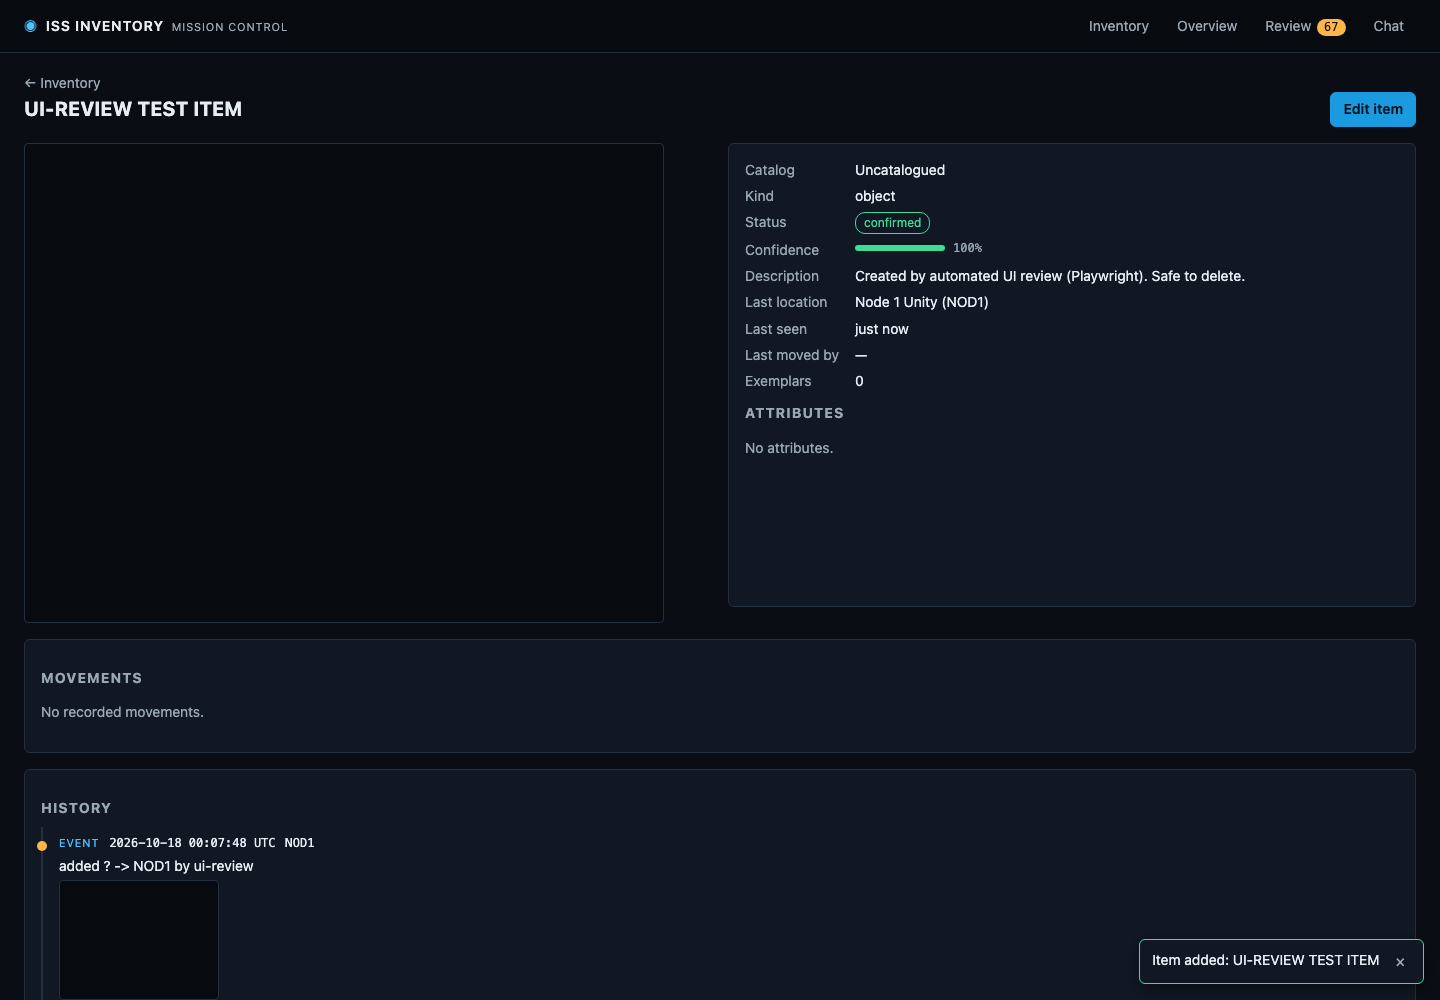 ISS INVENTORY MISSION CONTROL
Inventory Overview Review 67 Chat
← Inventory
UI-REVIEW TEST ITEM
Edit item
Catalog Uncatalogued
Kind object
Status confirmed
Confidence 100%
Description Created by automated UI review (Playwright). Safe to delete.
Last location Node 1 Unity (NOD1)
Last seen just now
Last moved by —
Exemplars 0
ATTRIBUTES
No attributes.
MOVEMENTS
No recorded movements.
HISTORY
EVENT 2026-10-18 00:07:48 UTC NOD1
added ? -> NOD1 by ui-review
Item added: UI-REVIEW TEST ITEM ×